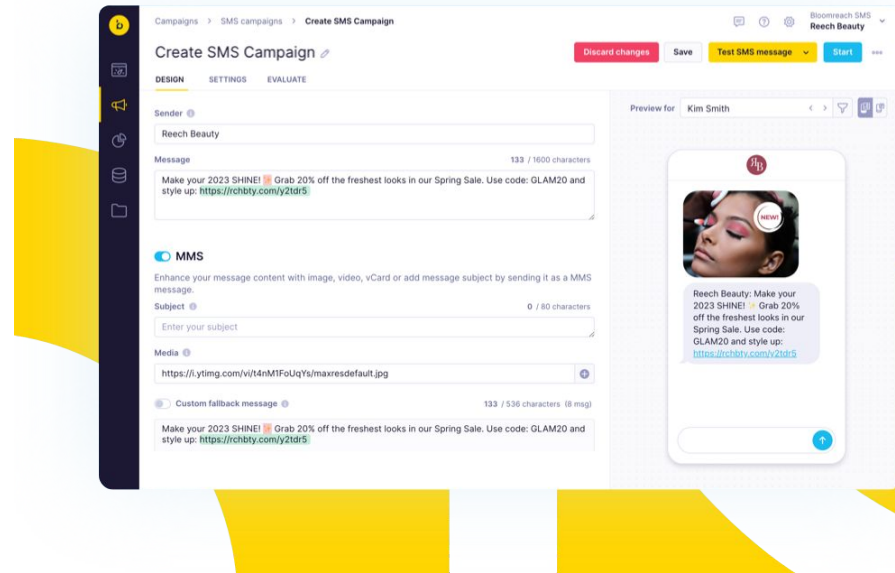 b
Campaigns > SMS campaigns > Create SMS Campaign
Bloomreach SMS
Reech Beauty
Create SMS Campaign
Discard changes
Save
Test SMS message
Start
DESIGN
SETTINGS
EVALUATE
Sender
Reech Beauty
Message
133 / 1600 characters
Make your 2023 SHINE! ✨ Grab 20% off the freshest looks in our Spring Sale. Use code: GLAM20 and
style up: https://rchbty.com/y2tdr5
MMS
Enhance your message content with image, video, vCard or add message subject by sending it as a MMS
message.
Subject
0 / 80 characters
Enter your subject
Media
https://i.ytimg.com/vi/t4nM1FoUqYs/maxresdefault.jpg
Custom fallback message
133 / 536 characters (8 msg)
Make your 2023 SHINE! ✨ Grab 20% off the freshest looks in our Spring Sale. Use code: GLAM20 and
style up: https://rchbty.com/y2tdr5
Preview for
Kim Smith
RB
NEW!
Reech Beauty: Make your
2023 SHINE! ✨ Grab 20%
off the freshest looks in our
Spring Sale. Use code:
GLAM20 and style up:
https://rchbty.com/y2tdr5